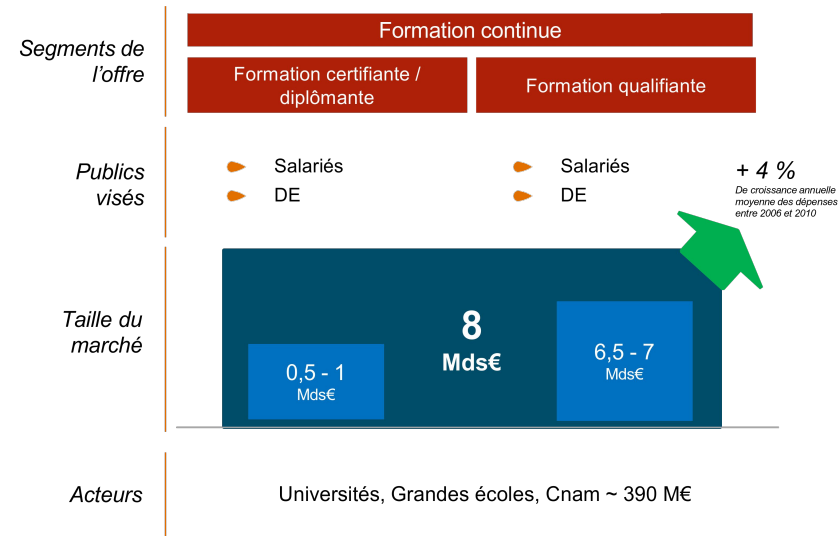 Segments de
l'offre
Formation continue
Formation certifiante /
diplômante
Formation qualifiante
Publics
visés
Salariés
DE
Salariés
DE
+ 4 %
De croissance annuelle
moyenne des dépenses
entre 2006 et 2010
Taille du
marché
0,5 - 1
Mds€
8
Mds€
6,5 - 7
Mds€
Acteurs
Universités, Grandes écoles, Cnam ~ 390 M€